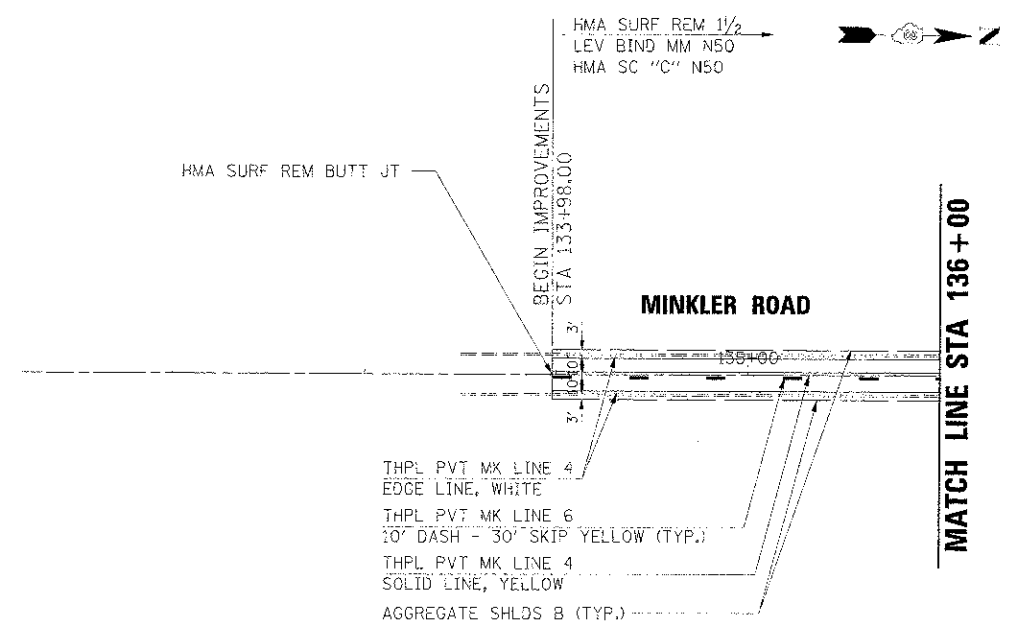 HMA SURF REM 1½
LEV BIND MM N50
HMA SC "C" N50
HMA SURF REM BUTT JT
BEGIN IMPROVEMENTS
STA 133+98.00
MINKLER ROAD
MATCH LINE STA 136+00
3'
135+00
10'
10'
3'
THPL PVT MK LINE 4
EDGE LINE, WHITE
THPL PVT MK LINE 6
10' DASH - 30' SKIP YELLOW (TYP.)
THPL PVT MK LINE 4
SOLID LINE, YELLOW
AGGREGATE SHLDS B (TYP.)